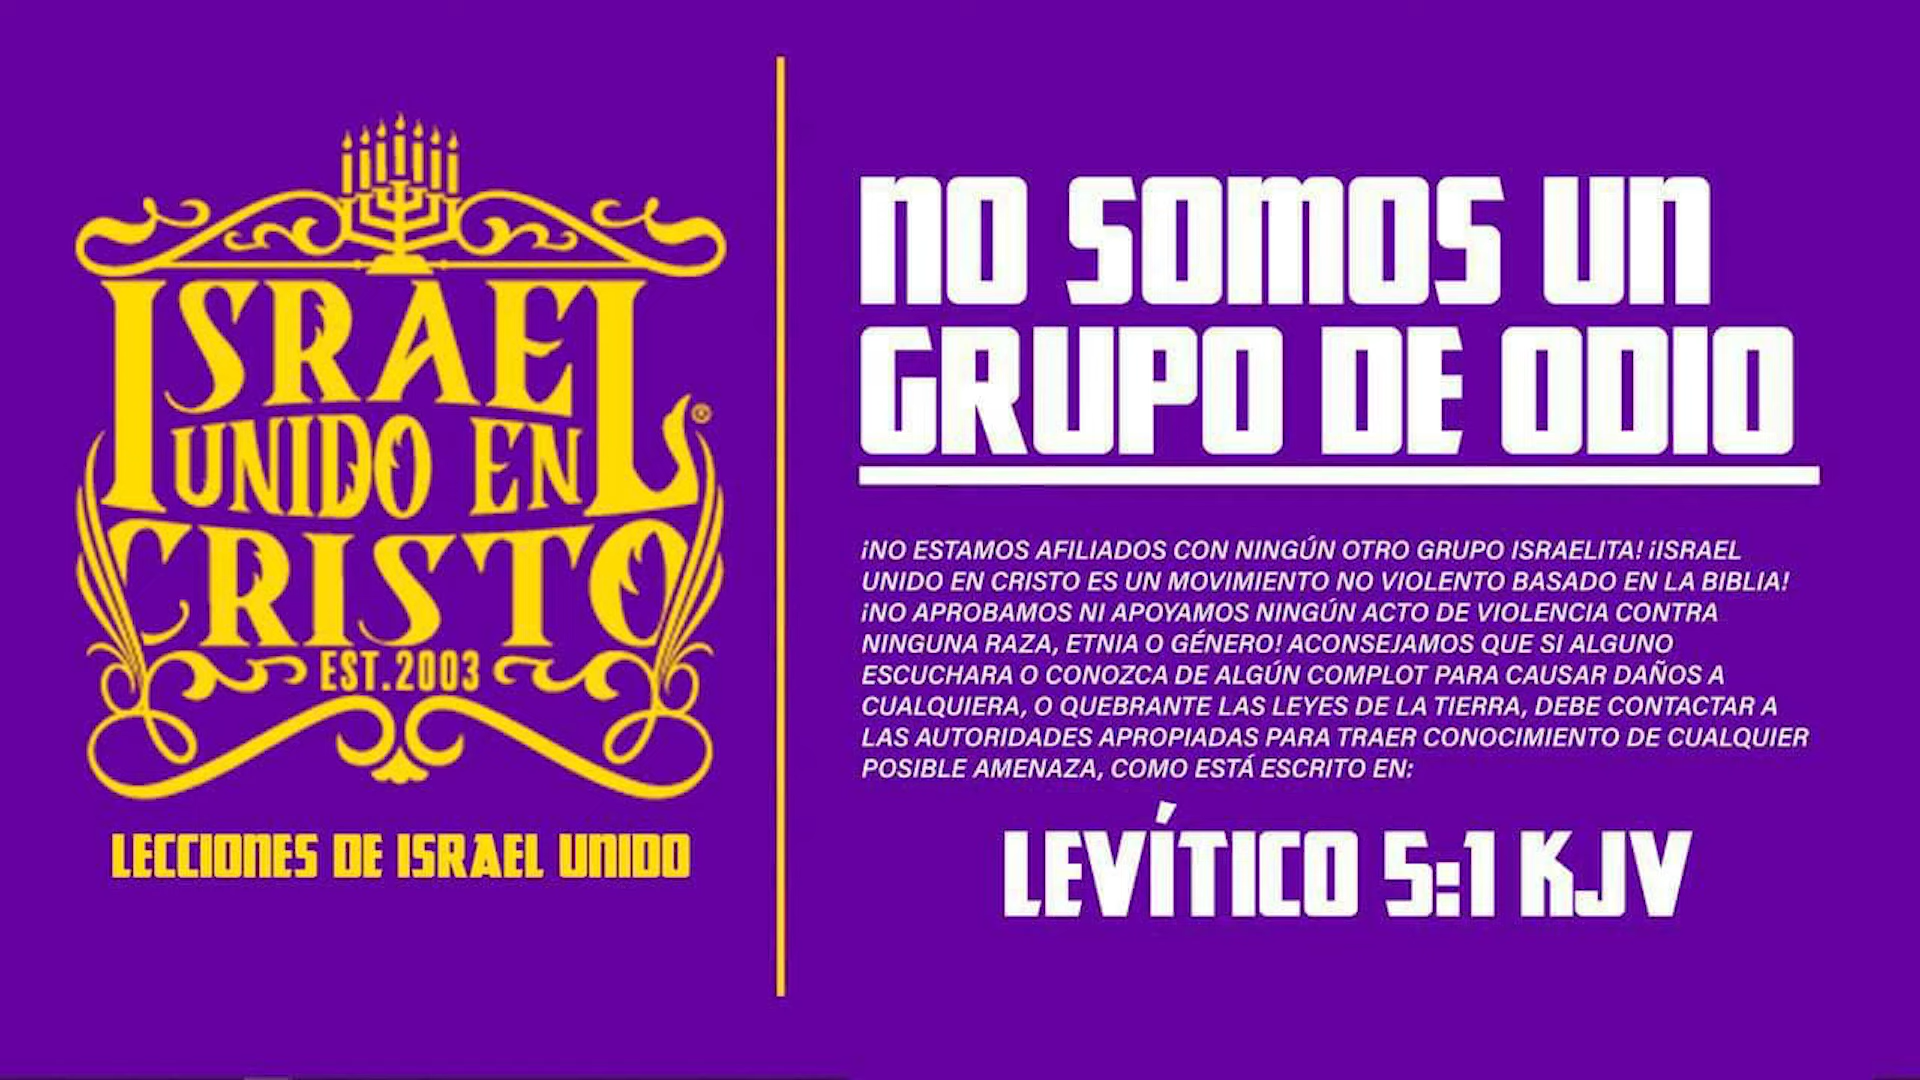 ISRAEL
UNIDO EN
CRISTO®
EST.2003
LECCIONES DE ISRAEL UNIDO
NO SOMOS UN
GRUPO DE ODIO
¡NO ESTAMOS AFILIADOS CON NINGÚN OTRO GRUPO ISRAELITA! ¡ISRAEL
UNIDO EN CRISTO ES UN MOVIMIENTO NO VIOLENTO BASADO EN LA BIBLIA!
¡NO APROBAMOS NI APOYAMOS NINGÚN ACTO DE VIOLENCIA CONTRA
NINGUNA RAZA, ETNIA O GÉNERO! ACONSEJAMOS QUE SI ALGUNO
ESCUCHARA O CONOZCA DE ALGÚN COMPLOT PARA CAUSAR DAÑOS A
CUALQUIERA, O QUEBRANTE LAS LEYES DE LA TIERRA, DEBE CONTACTAR A
LAS AUTORIDADES APROPIADAS PARA TRAER CONOCIMIENTO DE CUALQUIER
POSIBLE AMENAZA, COMO ESTÁ ESCRITO EN:
LEVÍTICO 5:1 KJV